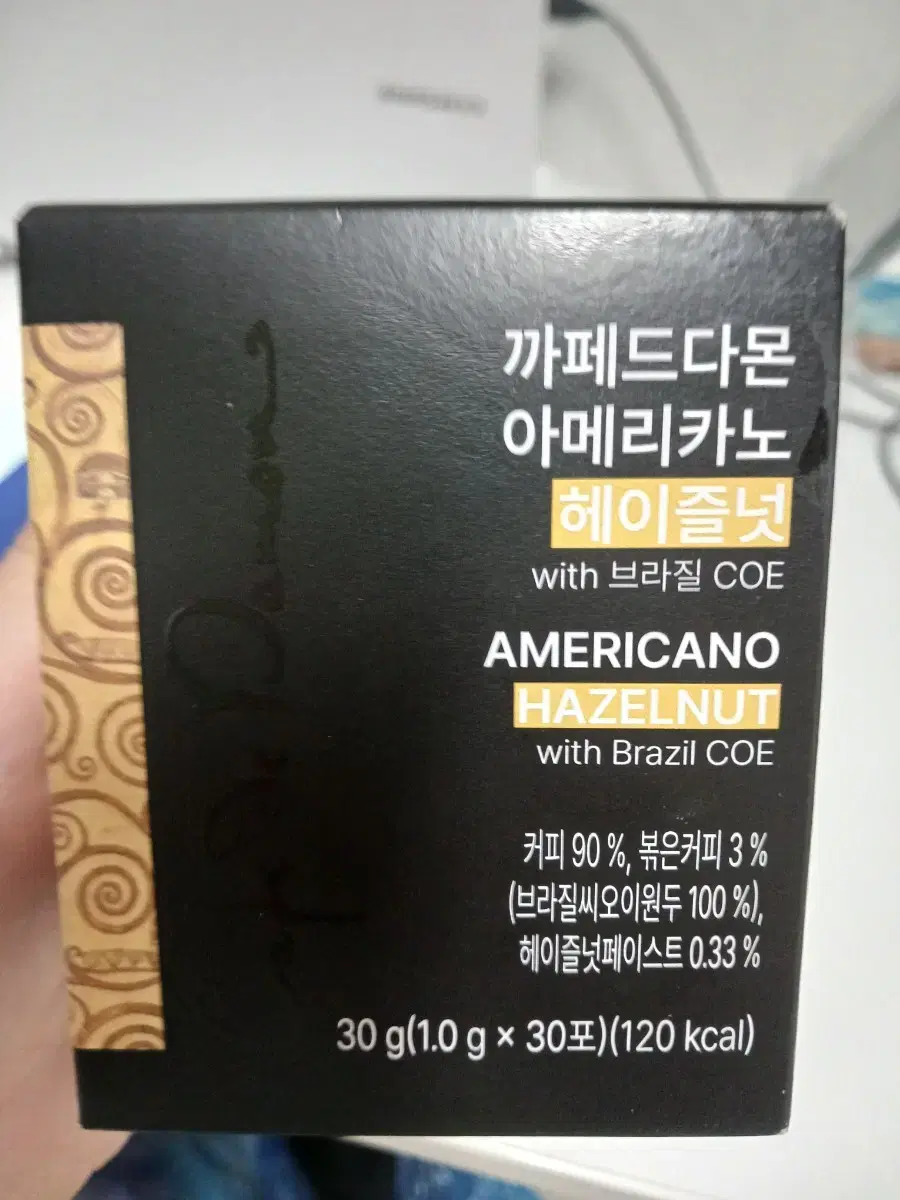 까페드다몬
아메리카노
헤이즐넛
with 브라질 COE
AMERICANO
HAZELNUT
with Brazil COE
커피 90 %, 볶은커피 3 %
(브라질씨오이원두 100 %),
헤이즐넛페이스트 0.33 %
30 g(1.0 g × 30포)(120 kcal)